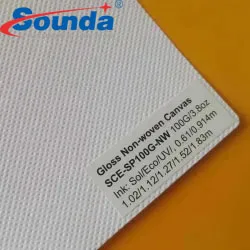 Sounda
Gloss Non-woven Canvas
SCE-SP100G-NW 100G/3.8oz
Ink: Sol/Eco/UV/, 0.61/0.914m
1.02/1.12/1.27/1.52/1.83m